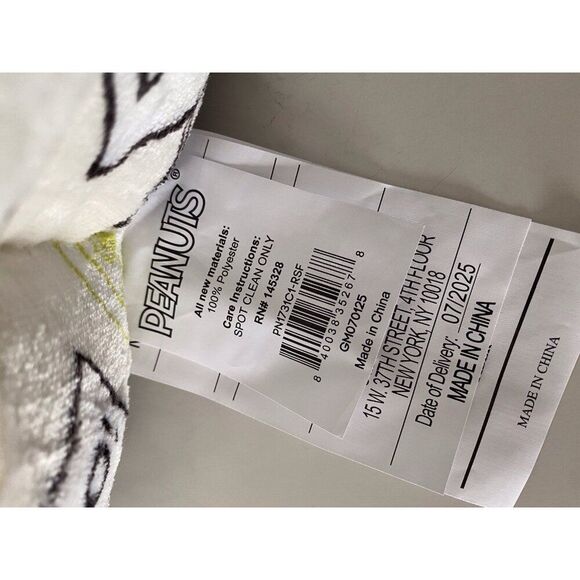 PEANUTS®
All new materials:
100% Polyester
Care Instructions:
SPOT CLEAN ONLY
RN# 145328
PN1731C1-RSF
8 40038 35267 8
GM070125
Made in China
15 W. 37TH STREET, 4TH FLOOR
NEW YORK, NY 10018
Date of Delivery: 07/2025
MADE IN CHINA
MADE IN CHINA